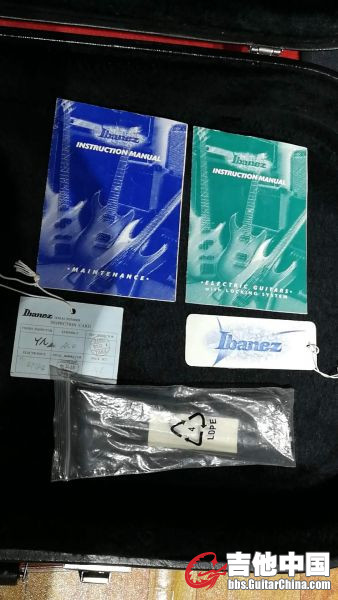 Ibanez
INSTRUCTION MANUAL
• MAINTENANCE •
Ibanez
INSTRUCTION MANUAL
• ELECTRIC GUITARS
WITH LOCKING SYSTEM
Ibanez
INSPECTION CARD
Ibanez
4
LDPE
吉他中国
bbs.GuitarChina.com